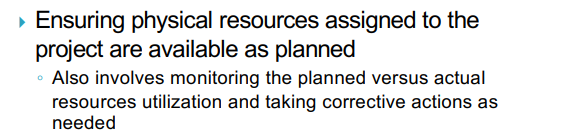 Ensuring physical resources assigned to the
project are available as planned
Also involves monitoring the planned versus actual
resources utilization and taking corrective actions as
needed